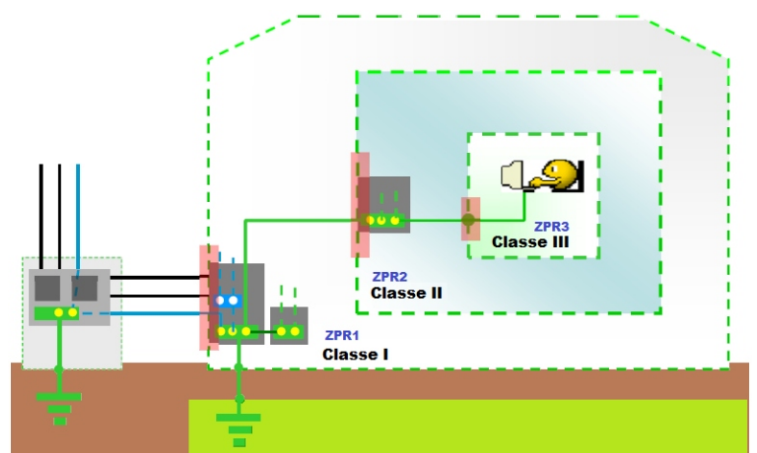 ZPR3
Classe III
ZPR2
Classe II
ZPR1
Classe I